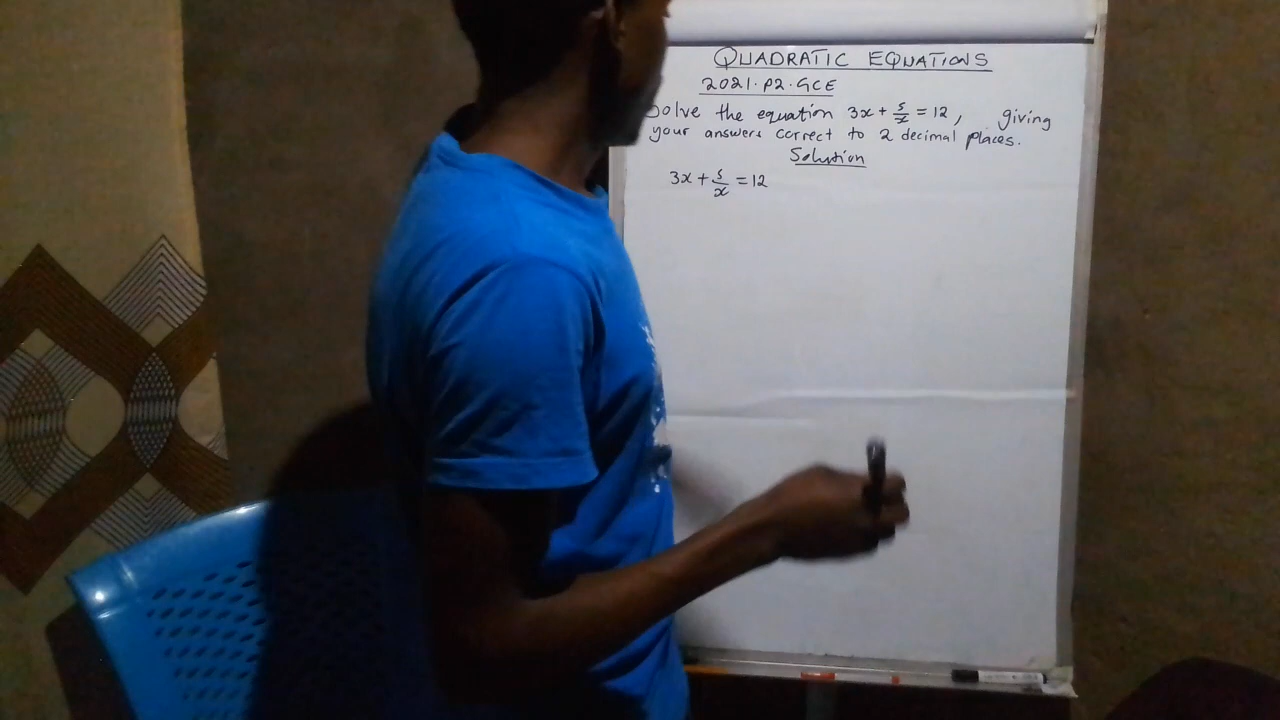 QUADRATIC EQUATIONS
2021. P2. GCE
Solve the equation 3x + 5/x = 12, giving
your answers correct to 2 decimal places.
Solution
3x + 5/x = 12